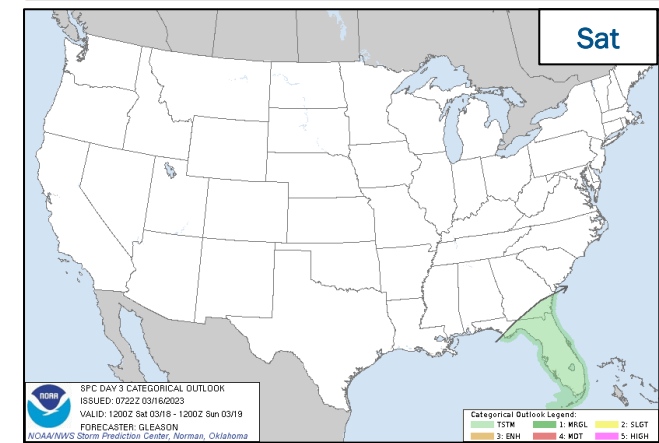 Sat
NOAA
SPC DAY 3 CATEGORICAL OUTLOOK
ISSUED: 0722Z 03/16/2023
VALID: 1200Z Sat 03/18 - 1200Z Sun 03/19
FORECASTER: GLEASON
NOAA/NWS Storm Prediction Center, Norman, Oklahoma
Categorical Outlook Legend:
TSTM 1: MRGL 2: SLGT
3: ENH 4: MDT 5: HIGH